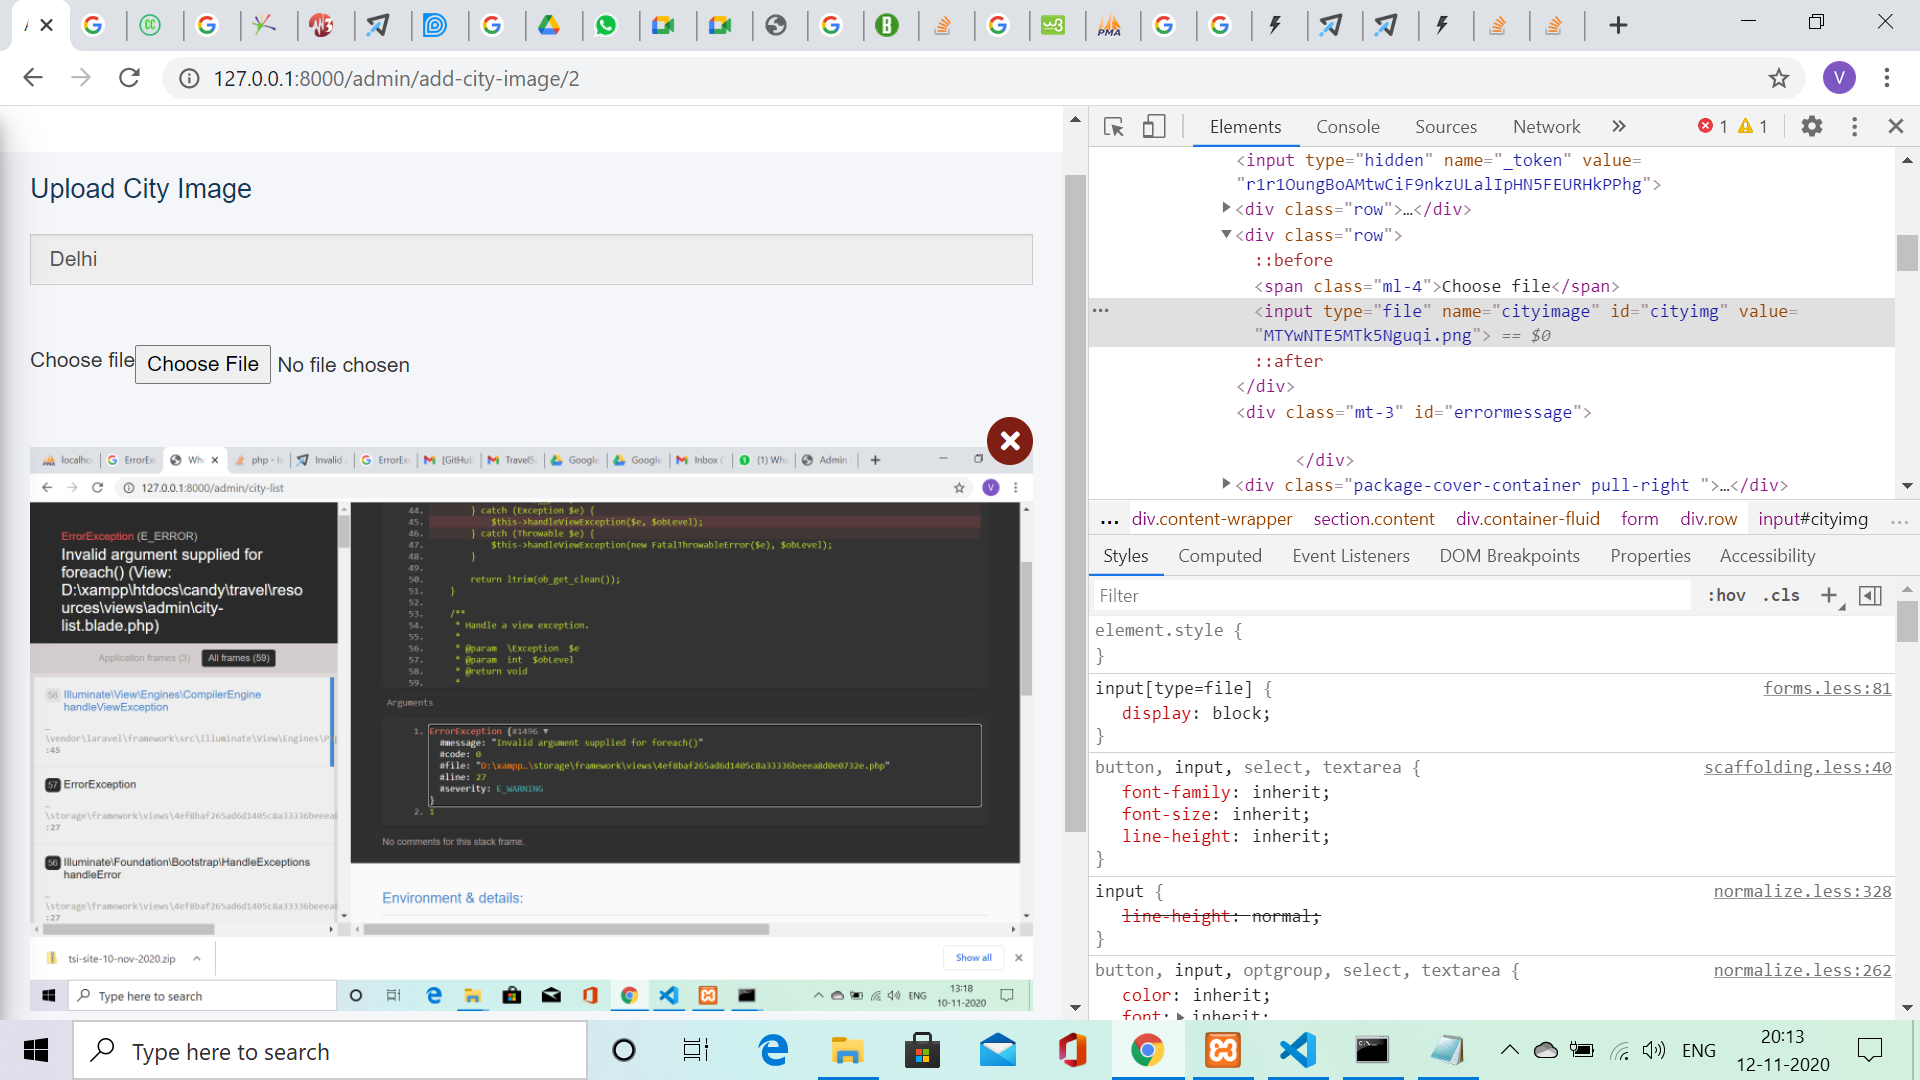 127.0.0.1:8000/admin/add-city-image/2
V
Upload City Image
Delhi
Choose file Choose File No file chosen
localho
ErrorEx
Wh
php - I
Invalid
ErrorEx
[GitHub
TravelS
Google
Google
Inbox (
(1) Wh
Admin
127.0.0.1:8000/admin/city-list
V
ErrorException (E_ERROR)
Invalid argument supplied for
foreach() (View:
D:\xampp\htdocs\candy\travel\reso
urces\views\admin\city-
list.blade.php)
Application frames (3) All frames (59)
58 Illuminate\View\Engines\CompilerEngine
handleViewException
…
\vendor\laravel\framework\src\Illuminate\View\Engines\P
:45
57 ErrorException
…
\storage\framework\views\4ef8baf265ad6d1405c8a33336beeea
:27
56 Illuminate\Foundation\Bootstrap\HandleExceptions
handleError
…
\storage\framework\views\4ef8baf265ad6d1405c8a33336beeea
:27
44. } catch (Exception $e) {
45. $this->handleViewException($e, $obLevel);
46. } catch (Throwable $e) {
47. $this->handleViewException(new FatalThrowableError($e), $obLevel);
48. }
49.
50. return ltrim(ob_get_clean());
51. }
52.
53. /**
54. * Handle a view exception.
55. *
56. * @param \Exception $e
57. * @param int $obLevel
58. * @return void
59. *
Arguments
1. ErrorException {#1496 ▼
#message: "Invalid argument supplied for foreach()"
#code: 0
#file: "D:\xampp…\storage\framework\views\4ef8baf265ad6d1405c8a33336beeea8d0e0732e.php"
#line: 27
#severity: E_WARNING
}
2. 1
No comments for this stack frame.
Environment & details:
tsi-site-10-nov-2020.zip
Show all
Type here to search
ENG
13:18
10-11-2020
Elements Console Sources Network » 1 1
<input type="hidden" name="_token" value=
"r1r1OungBoAMtwCiF9nkzULalIpHN5FEURHkPPhg">
<div class="row">…</div>
<div class="row">
::before
<span class="ml-4">Choose file</span>
<input type="file" name="cityimage" id="cityimg" value=
"MTYwNTE5MTk5Nguqi.png"> == $0
::after
</div>
<div class="mt-3" id="errormessage">
</div>
<div class="package-cover-container pull-right ">…</div>
... div.content-wrapper section.content div.container-fluid form div.row input#cityimg ...
Styles Computed Event Listeners DOM Breakpoints Properties Accessibility
Filter :hov .cls +
element.style {
}
input[type=file] { forms.less:81
display: block;
}
button, input, select, textarea { scaffolding.less:40
font-family: inherit;
font-size: inherit;
line-height: inherit;
}
input { normalize.less:328
line-height: normal;
}
button, input, optgroup, select, textarea { normalize.less:262
color: inherit;
font: inherit;
Type here to search
ENG
20:13
12-11-2020